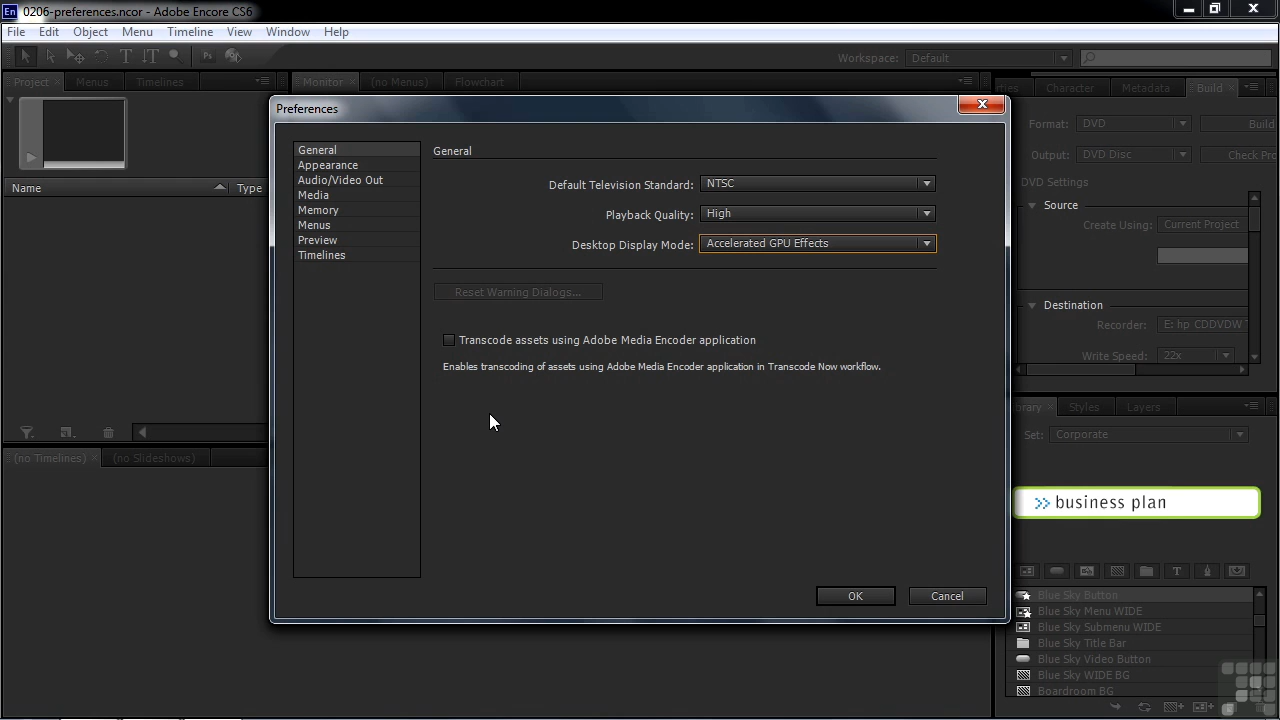 En 0206-preferences.ncor - Adobe Encore CS6
File Edit Object Menu Timeline View Window Help
Workspace: Default
Project Menus Timelines Monitor (no Menus) Flowchart Character Metadata Build
Preferences
Format: DVD Build
Output: DVD Disc Check Pro
DVD Settings
Name Type
Source
Create Using: Current Project
Destination
Recorder: E: hp CDDVDW
Write Speed: 22x
General
Appearance
Audio/Video Out
Media
Memory
Menus
Preview
Timelines
General
Default Television Standard: NTSC
Playback Quality: High
Desktop Display Mode: Accelerated GPU Effects
Reset Warning Dialogs...
Transcode assets using Adobe Media Encoder application
Enables transcoding of assets using Adobe Media Encoder application in Transcode Now workflow.
OK Cancel
(no Timelines) (no Slideshows)
Styles Layers
Set: Corporate
>> business plan
Blue Sky Button
Blue Sky Menu WIDE
Blue Sky Submenu WIDE
Blue Sky Title Bar
Blue Sky Video Button
Blue Sky WIDE BG
Boardroom BG